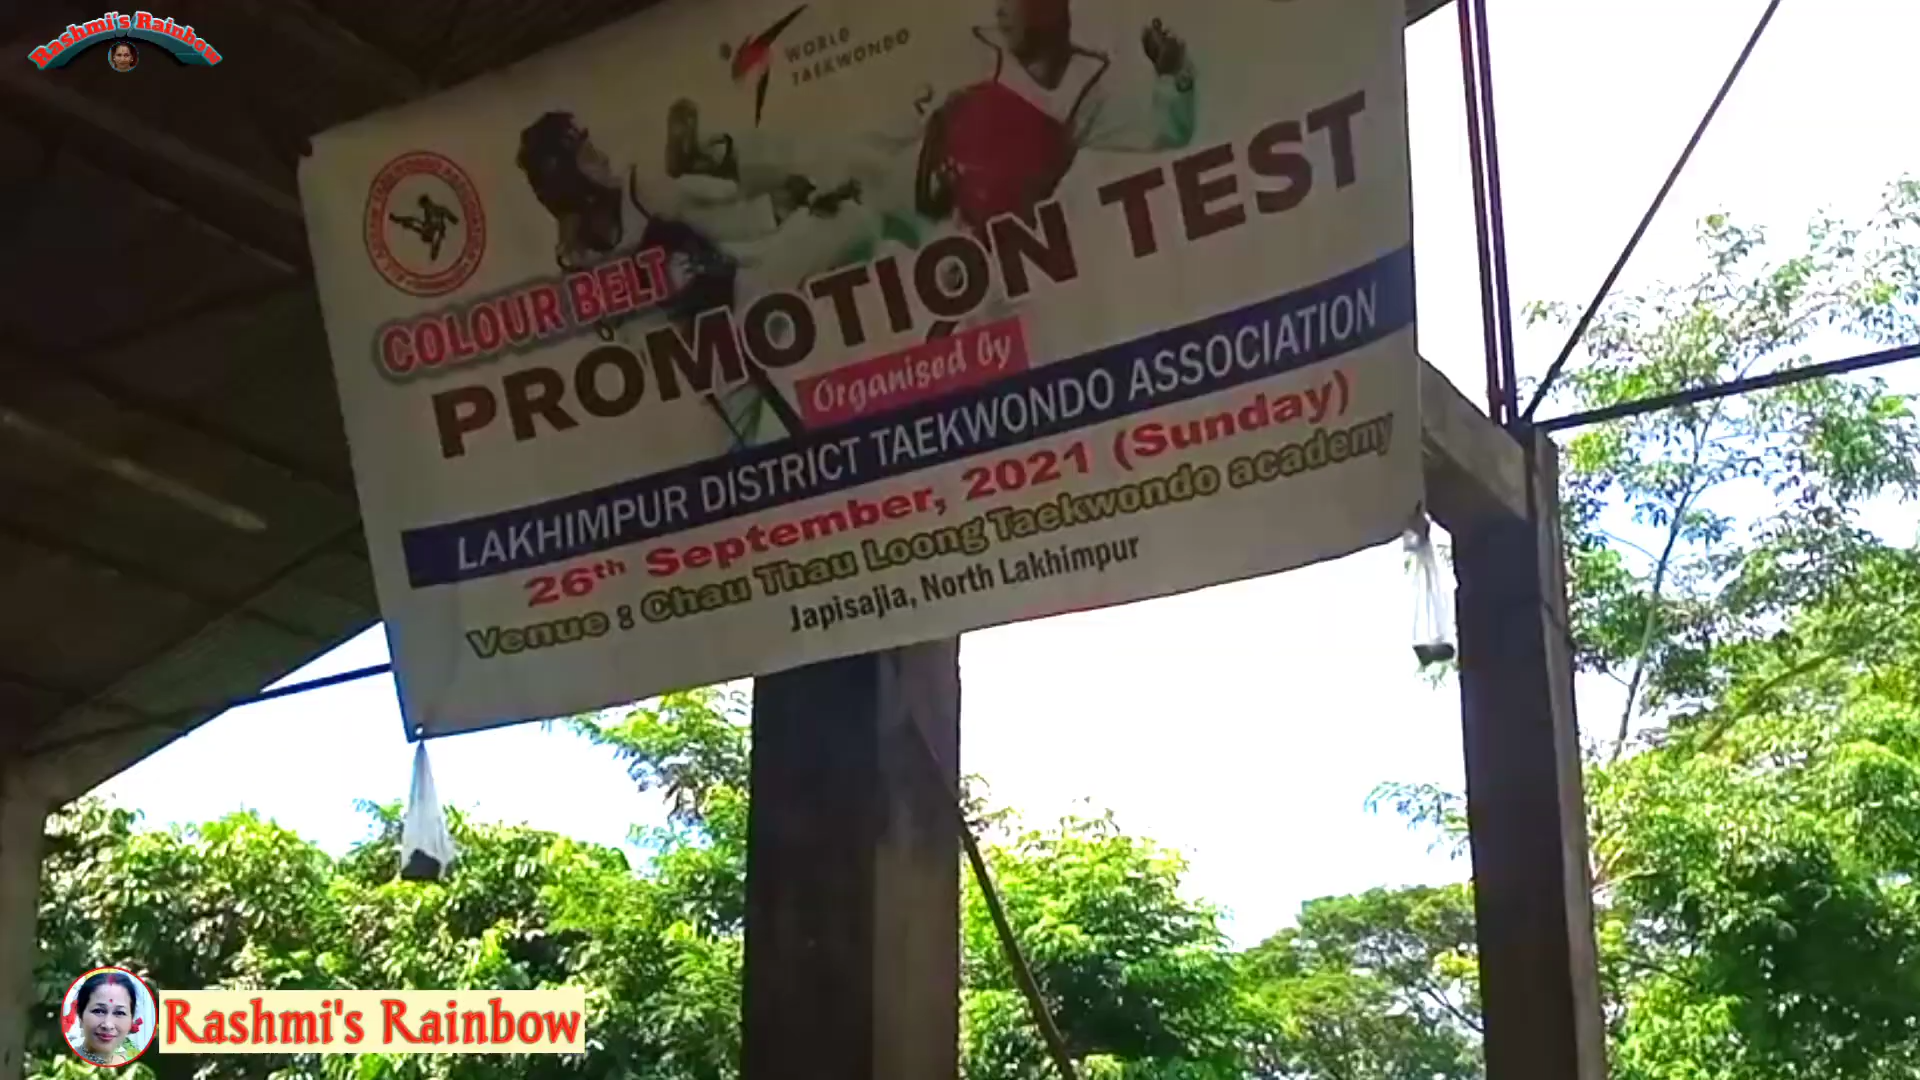 Rashmi's Rainbow
WORLD
TAEKWONDO
COLOUR BELT
PROMOTION TEST
Organised By
LAKHIMPUR DISTRICT TAEKWONDO ASSOCIATION
26th September, 2021 (Sunday)
Venue : Chau Thau Loong Taekwondo academy
Japisajia, North Lakhimpur
Rashmi's Rainbow